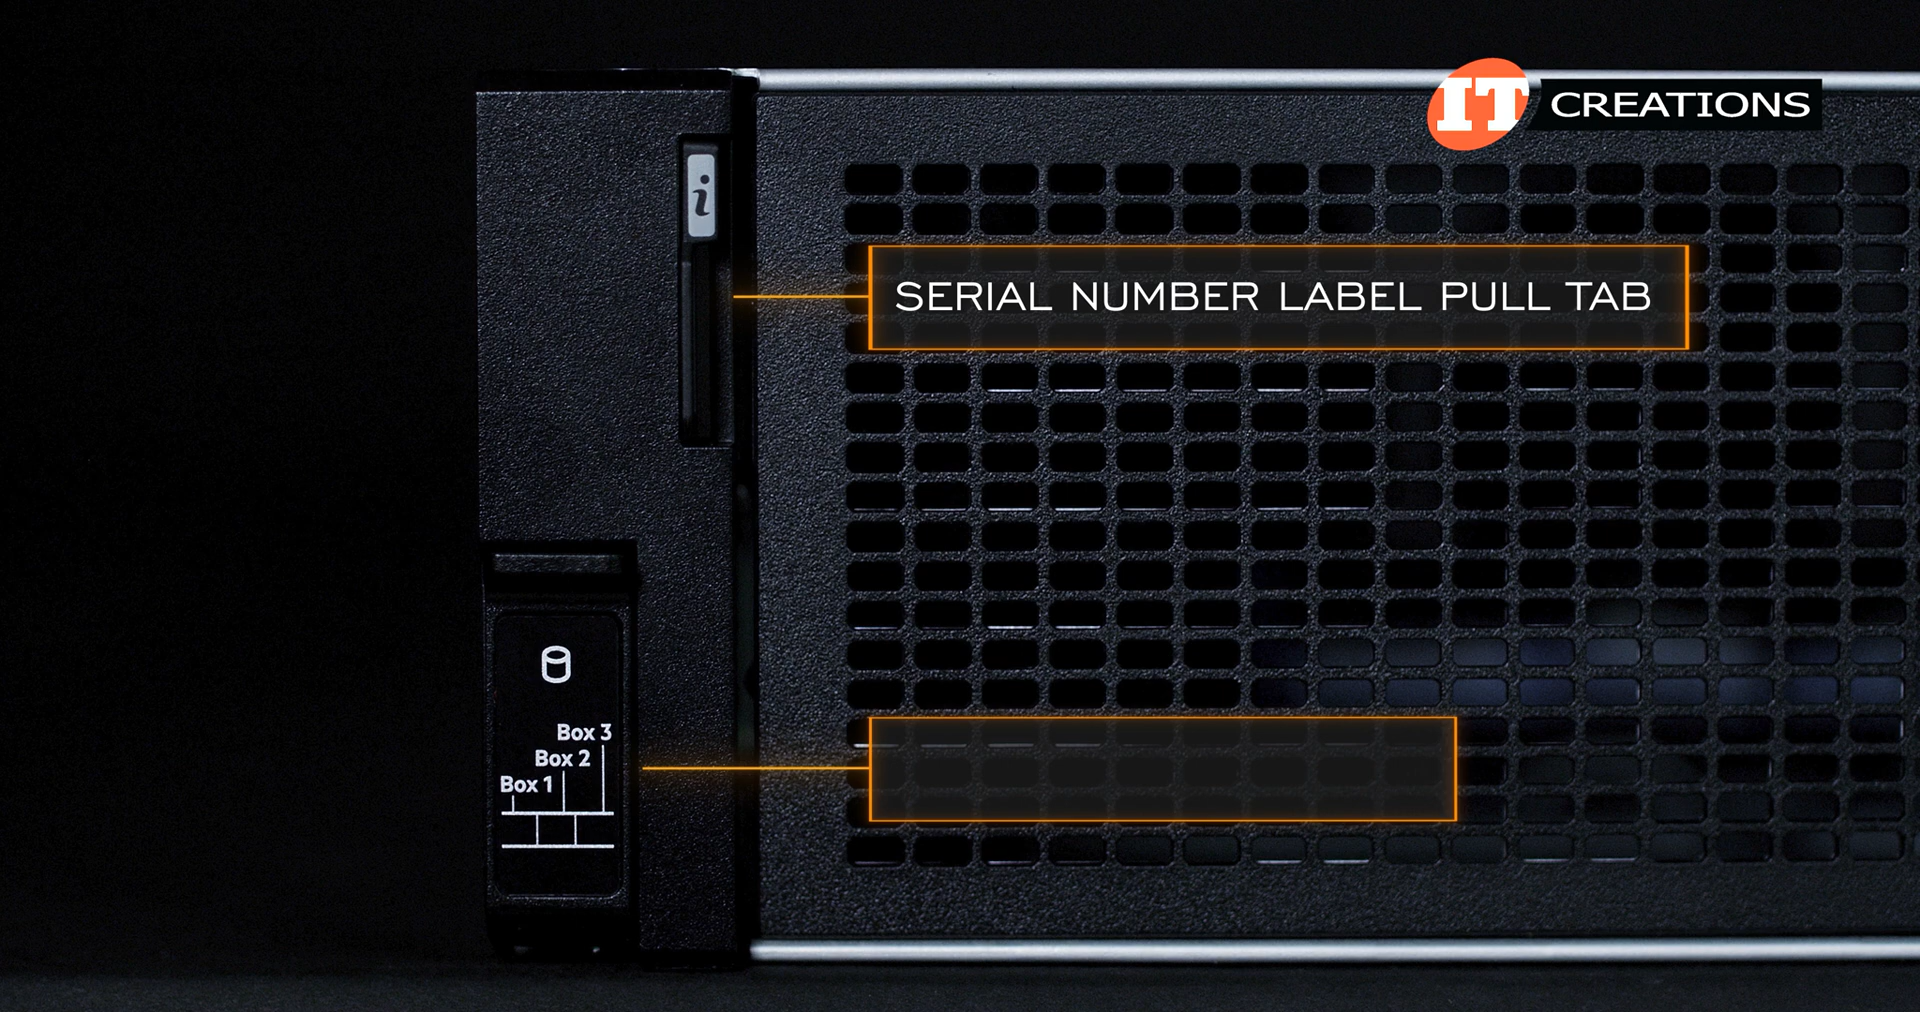 IT CREATIONS
i
SERIAL NUMBER LABEL PULL TAB
Box 3
Box 2
Box 1